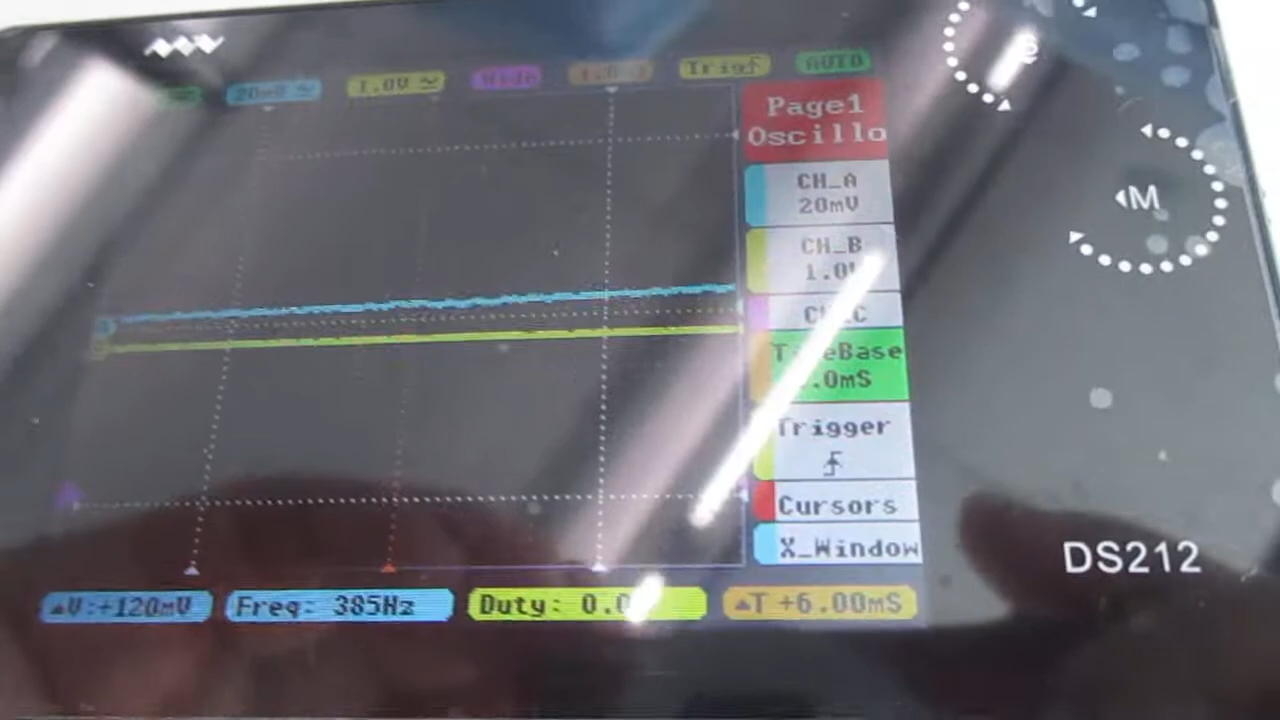 20mV 1.0V Wide Trig AUTO
Page1
Oscillo
CH_A
20mV
CH_B
Trigger
Cursors
X_Window
▲V:+120mV Freq: 385Hz Duty: ▲T +6.00mS
M
DS212